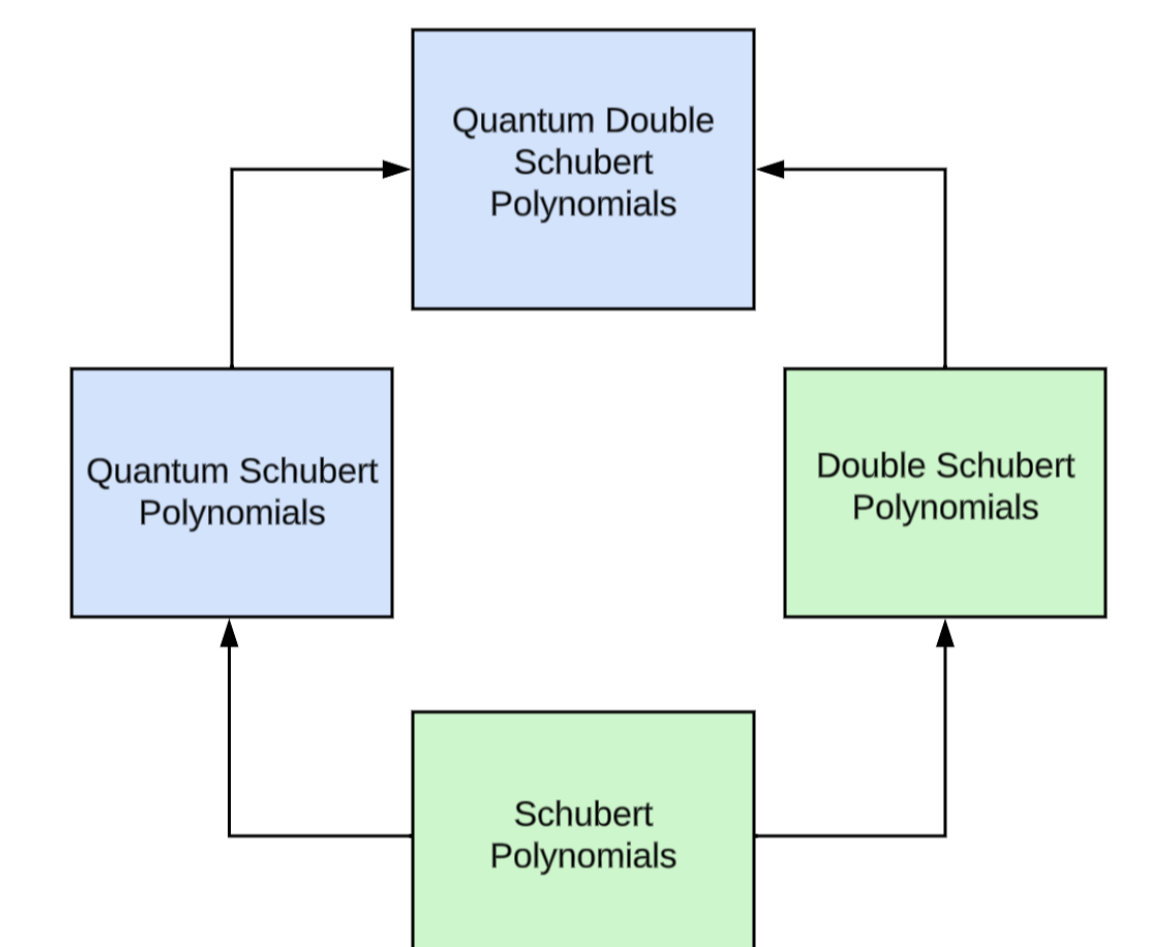 Quantum Double
Schubert
Polynomials
Quantum Schubert
Polynomials
Double Schubert
Polynomials
Schubert
Polynomials